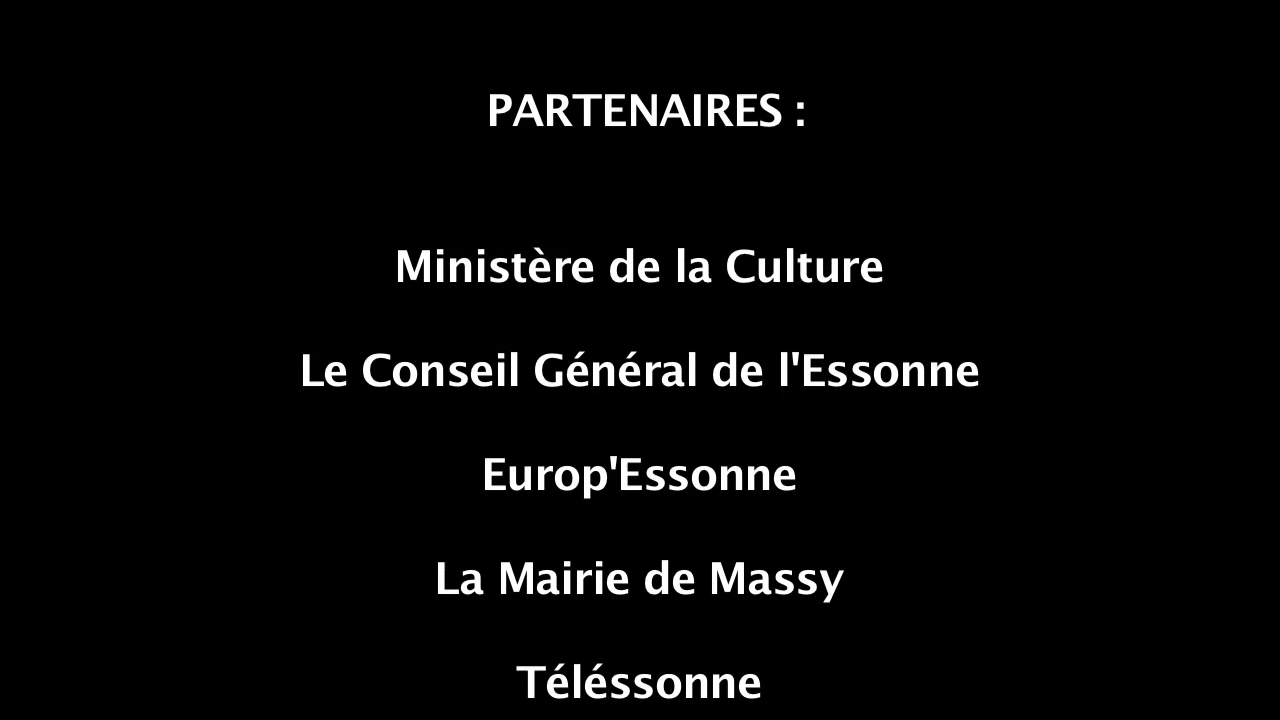 PARTENAIRES :
Ministère de la Culture
Le Conseil Général de l'Essonne
Europ'Essonne
La Mairie de Massy
Téléssonne